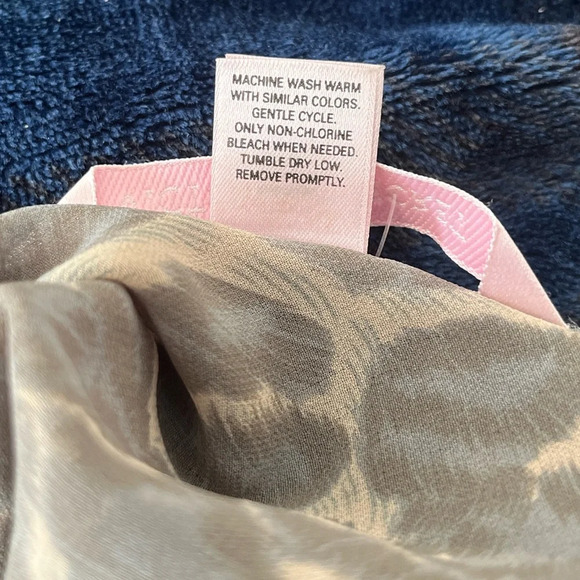 MACHINE WASH WARM
WITH SIMILAR COLORS.
GENTLE CYCLE.
ONLY NON-CHLORINE
BLEACH WHEN NEEDED.
TUMBLE DRY LOW.
REMOVE PROMPTLY.